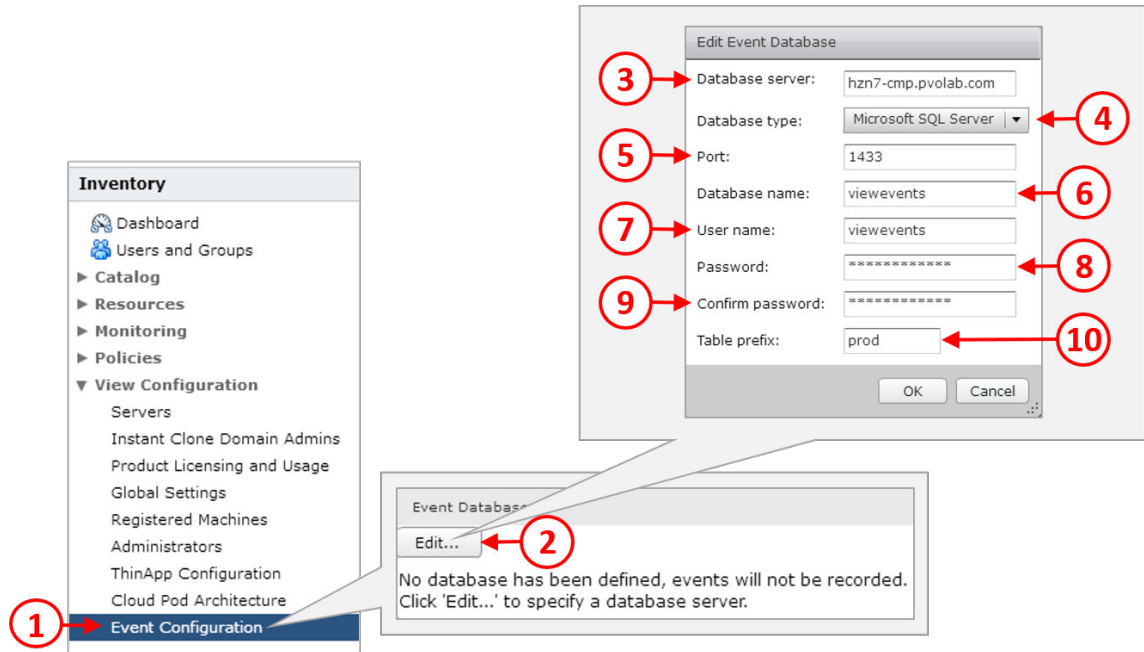 Edit Event Database
3
Database server:
hzn7-cmp.pvolab.com
Database type:
Microsoft SQL Server
4
5
Port:
1433
Database name:
viewevents
6
7
User name:
viewevents
Password:
************
8
9
Confirm password:
************
Table prefix:
prod
10
OK
Cancel
Inventory
Dashboard
Users and Groups
Catalog
Resources
Monitoring
Policies
View Configuration
Servers
Instant Clone Domain Admins
Product Licensing and Usage
Global Settings
Registered Machines
Administrators
ThinApp Configuration
Cloud Pod Architecture
1
Event Configuration
Event Database
Edit...
2
No database has been defined, events will not be recorded.
Click 'Edit...' to specify a database server.